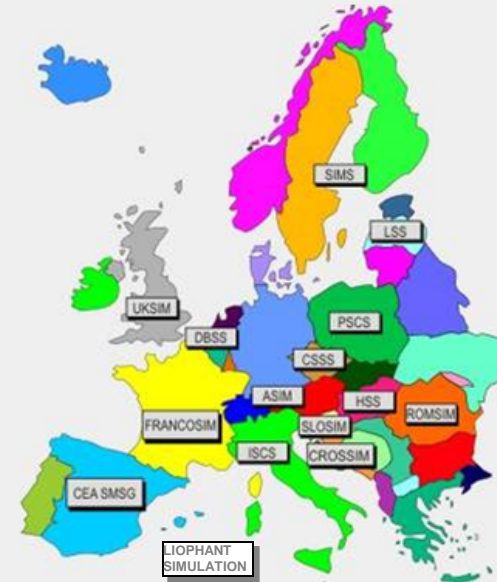 SIMS
LSS
UKSIM
PSCS
DBSS
CSSS
ASIM
HSS
ROMSIM
FRANCOSIM
SLOSIM
ISCS
CROSSIM
CEA SMSG
LIOPHANT
SIMULATION